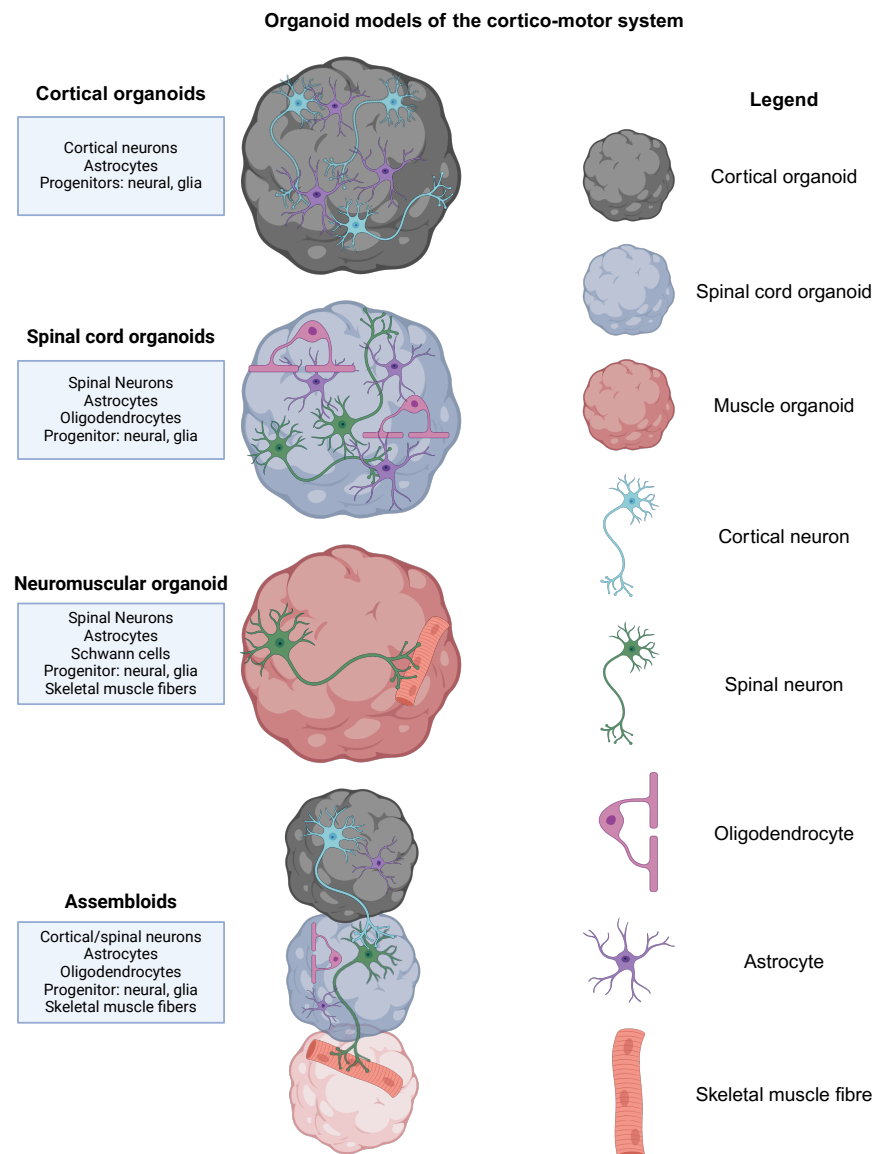 Organoid models of the cortico-motor system
Cortical organoids
Cortical neurons
Astrocytes
Progenitors: neural, glia
Spinal cord organoids
Spinal Neurons
Astrocytes
Oligodendrocytes
Progenitor: neural, glia
Neuromuscular organoid
Spinal Neurons
Astrocytes
Schwann cells
Progenitor: neural, glia
Skeletal muscle fibers
Assembloids
Cortical/spinal neurons
Astrocytes
Oligodendrocytes
Progenitor: neural, glia
Skeletal muscle fibers
Legend
Cortical organoid
Spinal cord organoid
Muscle organoid
Cortical neuron
Spinal neuron
Oligodendrocyte
Astrocyte
Skeletal muscle fibre